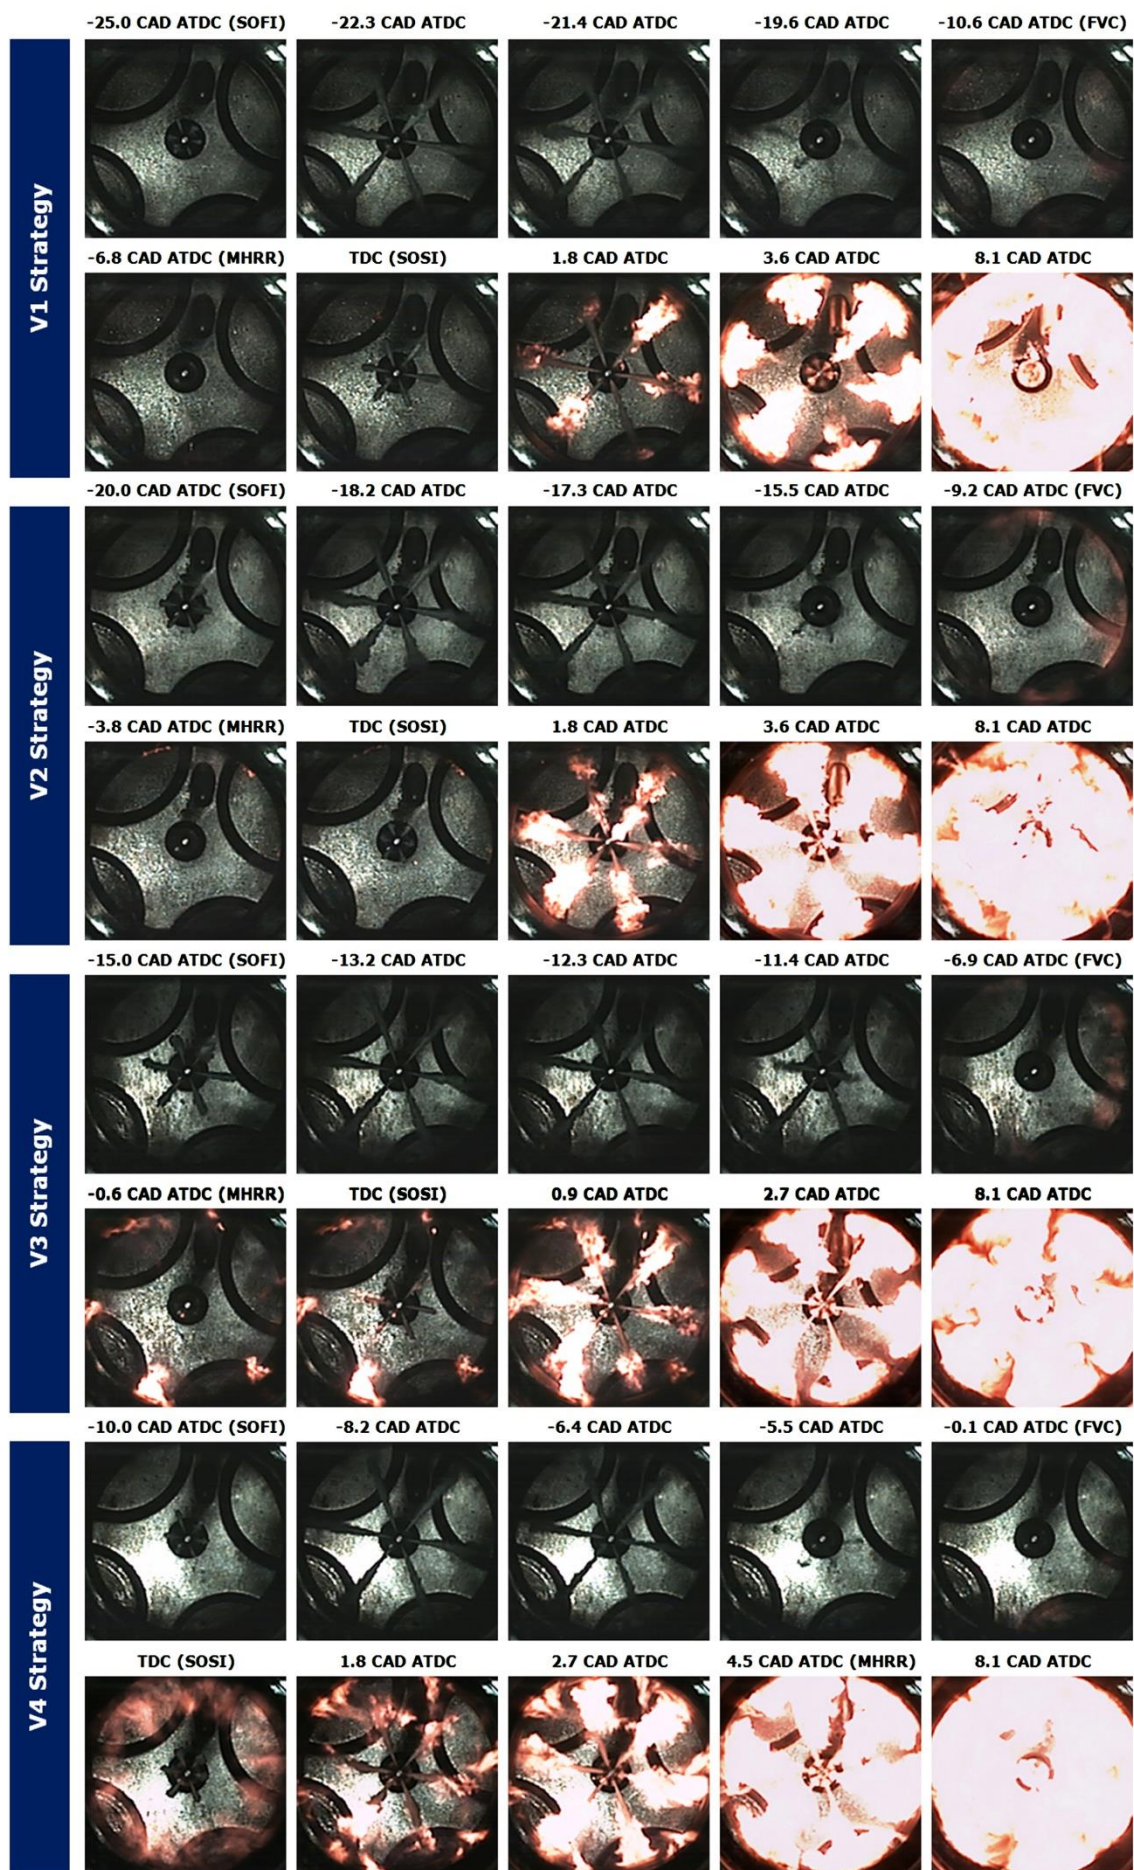 -25.0 CAD ATDC (SOFI) -22.3 CAD ATDC -21.4 CAD ATDC -19.6 CAD ATDC -10.6 CAD ATDC (FVC)
V1 Strategy
-6.8 CAD ATDC (MHRR) TDC (SOSI) 1.8 CAD ATDC 3.6 CAD ATDC 8.1 CAD ATDC
-20.0 CAD ATDC (SOFI) -18.2 CAD ATDC -17.3 CAD ATDC -15.5 CAD ATDC -9.2 CAD ATDC (FVC)
V2 Strategy
-3.8 CAD ATDC (MHRR) TDC (SOSI) 1.8 CAD ATDC 3.6 CAD ATDC 8.1 CAD ATDC
-15.0 CAD ATDC (SOFI) -13.2 CAD ATDC -12.3 CAD ATDC -11.4 CAD ATDC -6.9 CAD ATDC (FVC)
V3 Strategy
-0.6 CAD ATDC (MHRR) TDC (SOSI) 0.9 CAD ATDC 2.7 CAD ATDC 8.1 CAD ATDC
-10.0 CAD ATDC (SOFI) -8.2 CAD ATDC -6.4 CAD ATDC -5.5 CAD ATDC -0.1 CAD ATDC (FVC)
V4 Strategy
TDC (SOSI) 1.8 CAD ATDC 2.7 CAD ATDC 4.5 CAD ATDC (MHRR) 8.1 CAD ATDC